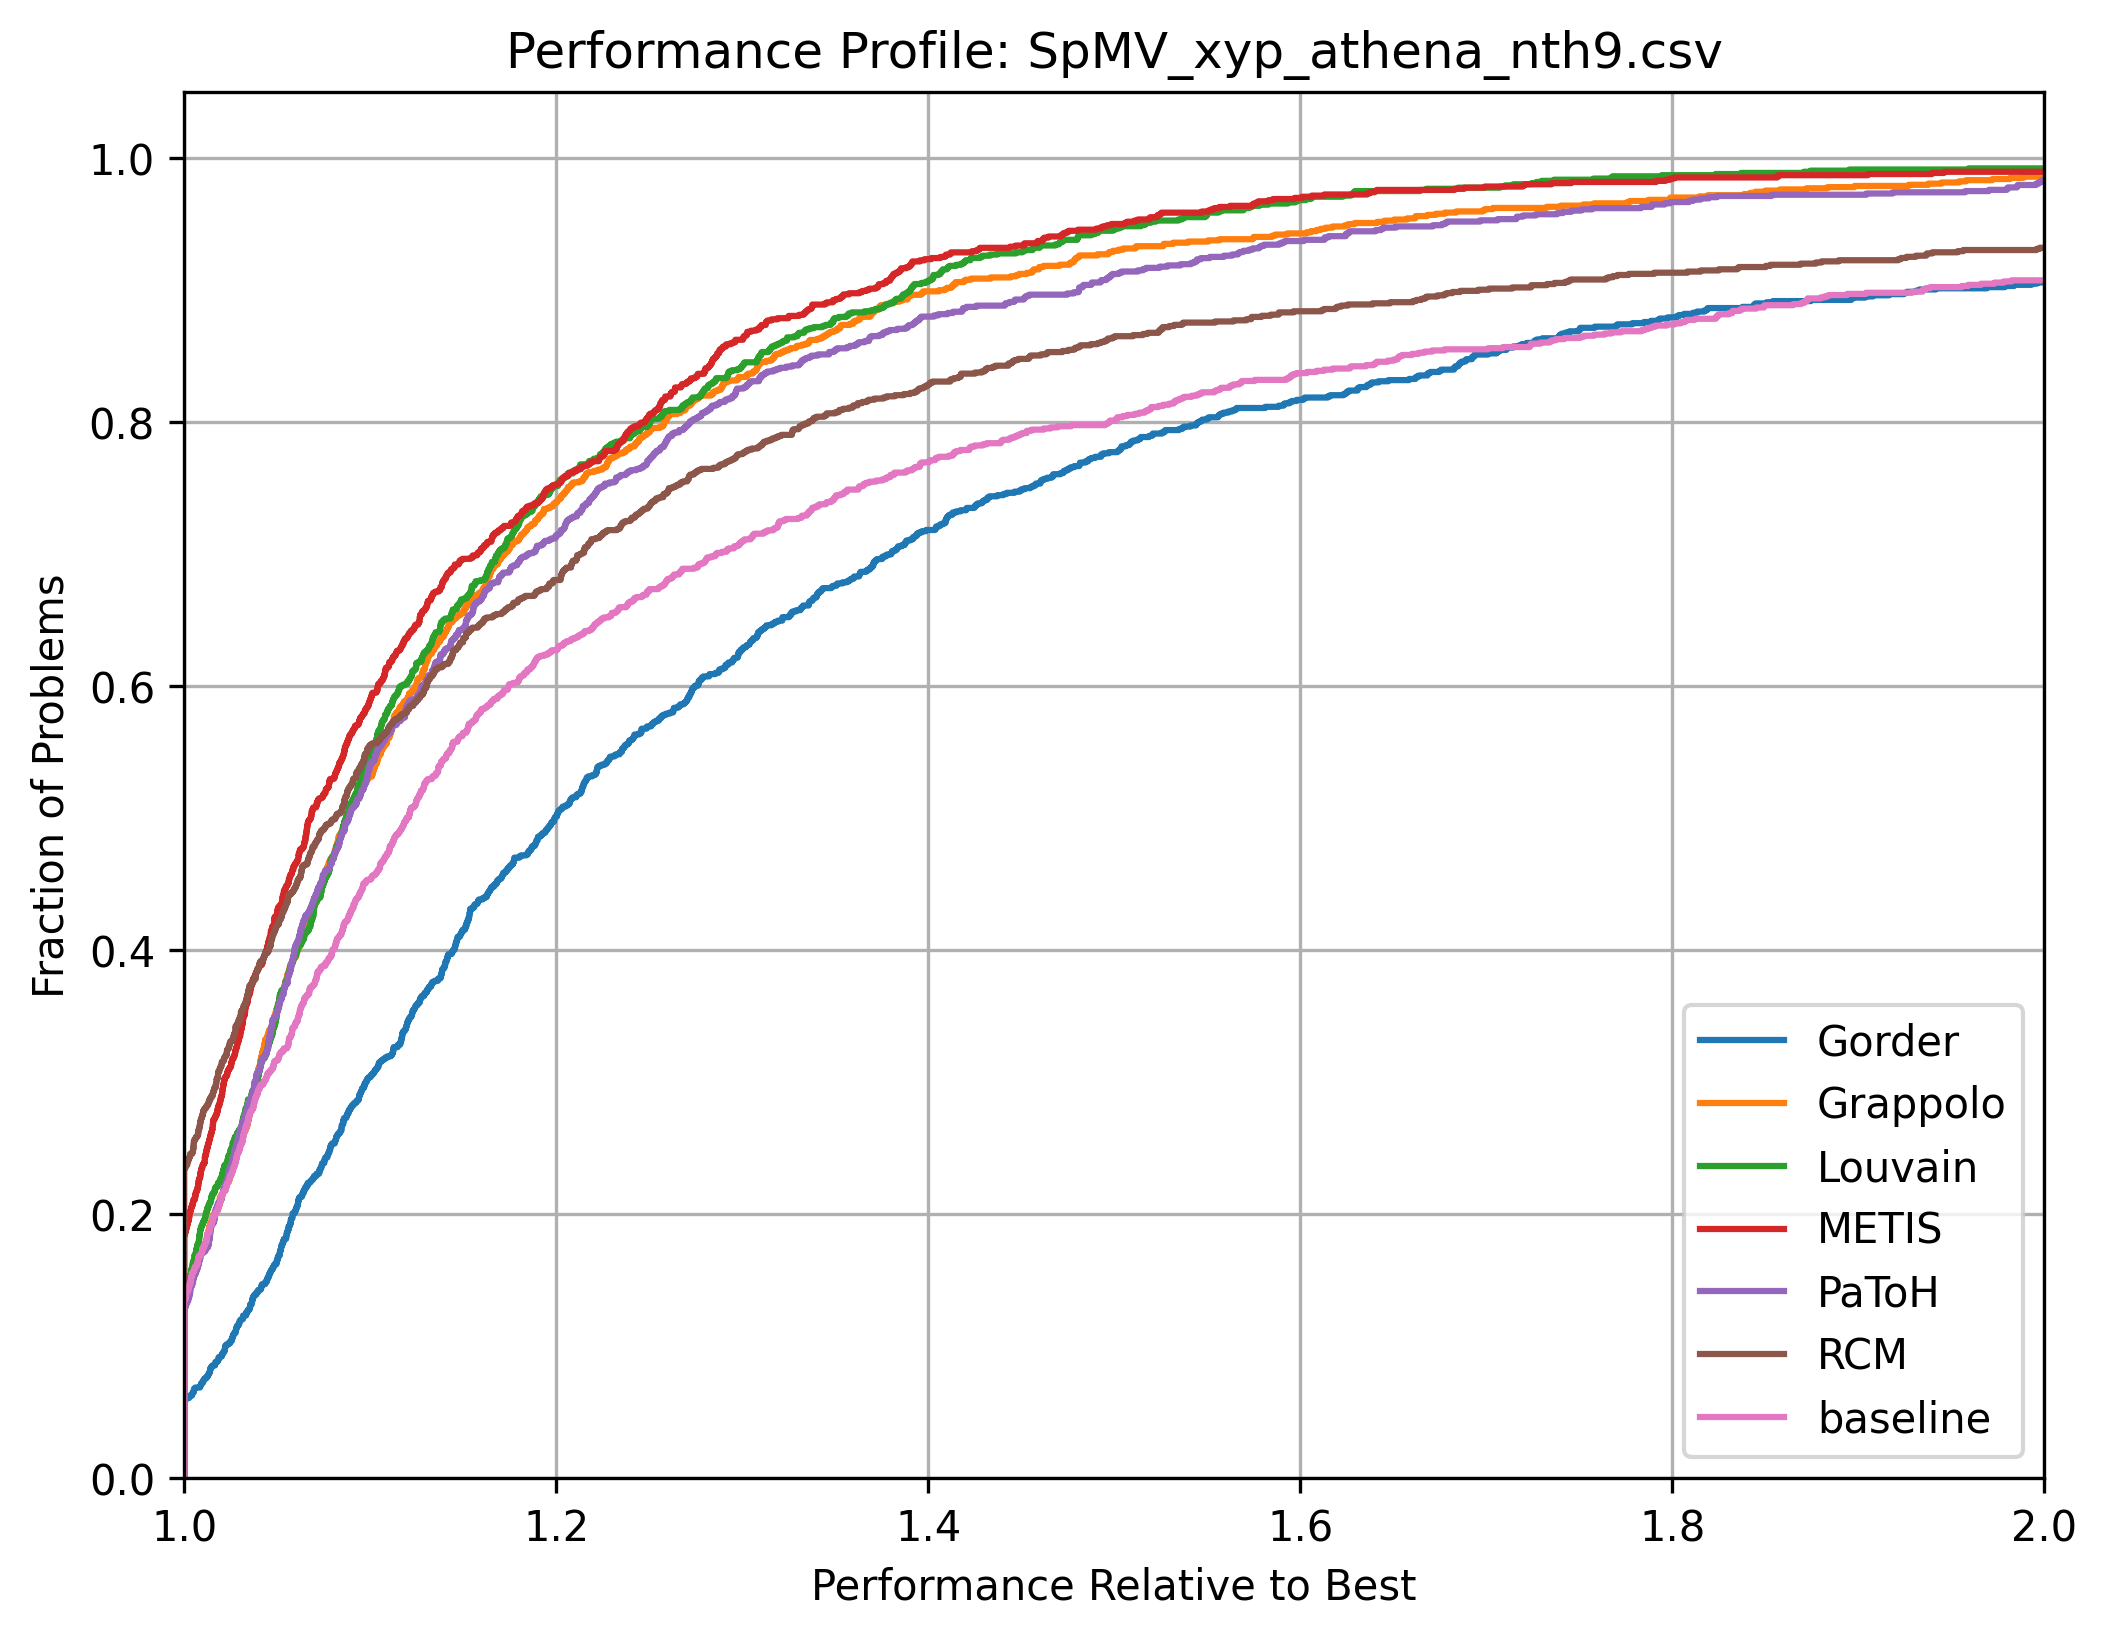 Performance Profile: SpMV_xyp_athena_nth9.csv
Fraction of Problems
1.0
0.8
0.6
0.4
0.2
0.0
Gorder
Grappolo
Louvain
METIS
PaToH
RCM
baseline
1.0 1.2 1.4 1.6 1.8 2.0
Performance Relative to Best